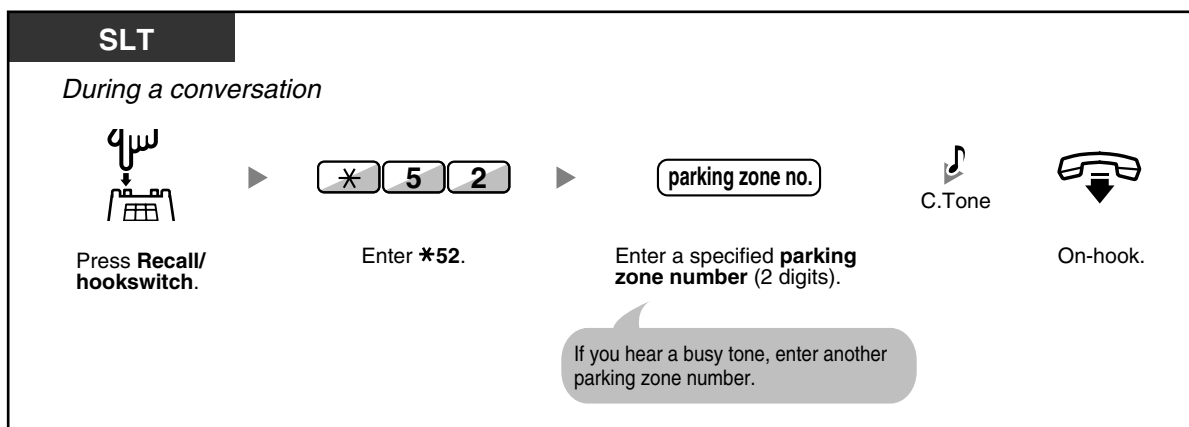 SLT
During a conversation
✳ 5 2
parking zone no.
C.Tone
Press Recall/
hookswitch.
Enter ✳52.
Enter a specified parking
zone number (2 digits).
On-hook.
If you hear a busy tone, enter another
parking zone number.